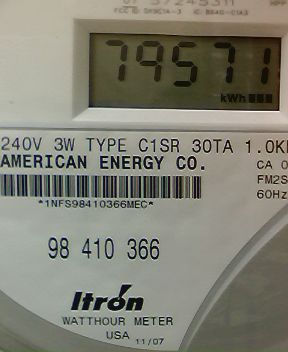 79571
kWh
240V 3W TYPE C1SR 30TA 1.0K
AMERICAN ENERGY CO.
CA 0
FM2S
60Hz
*1NFS98410366MEC*
98 410 366
Itron
WATTHOUR METER
USA 11/07